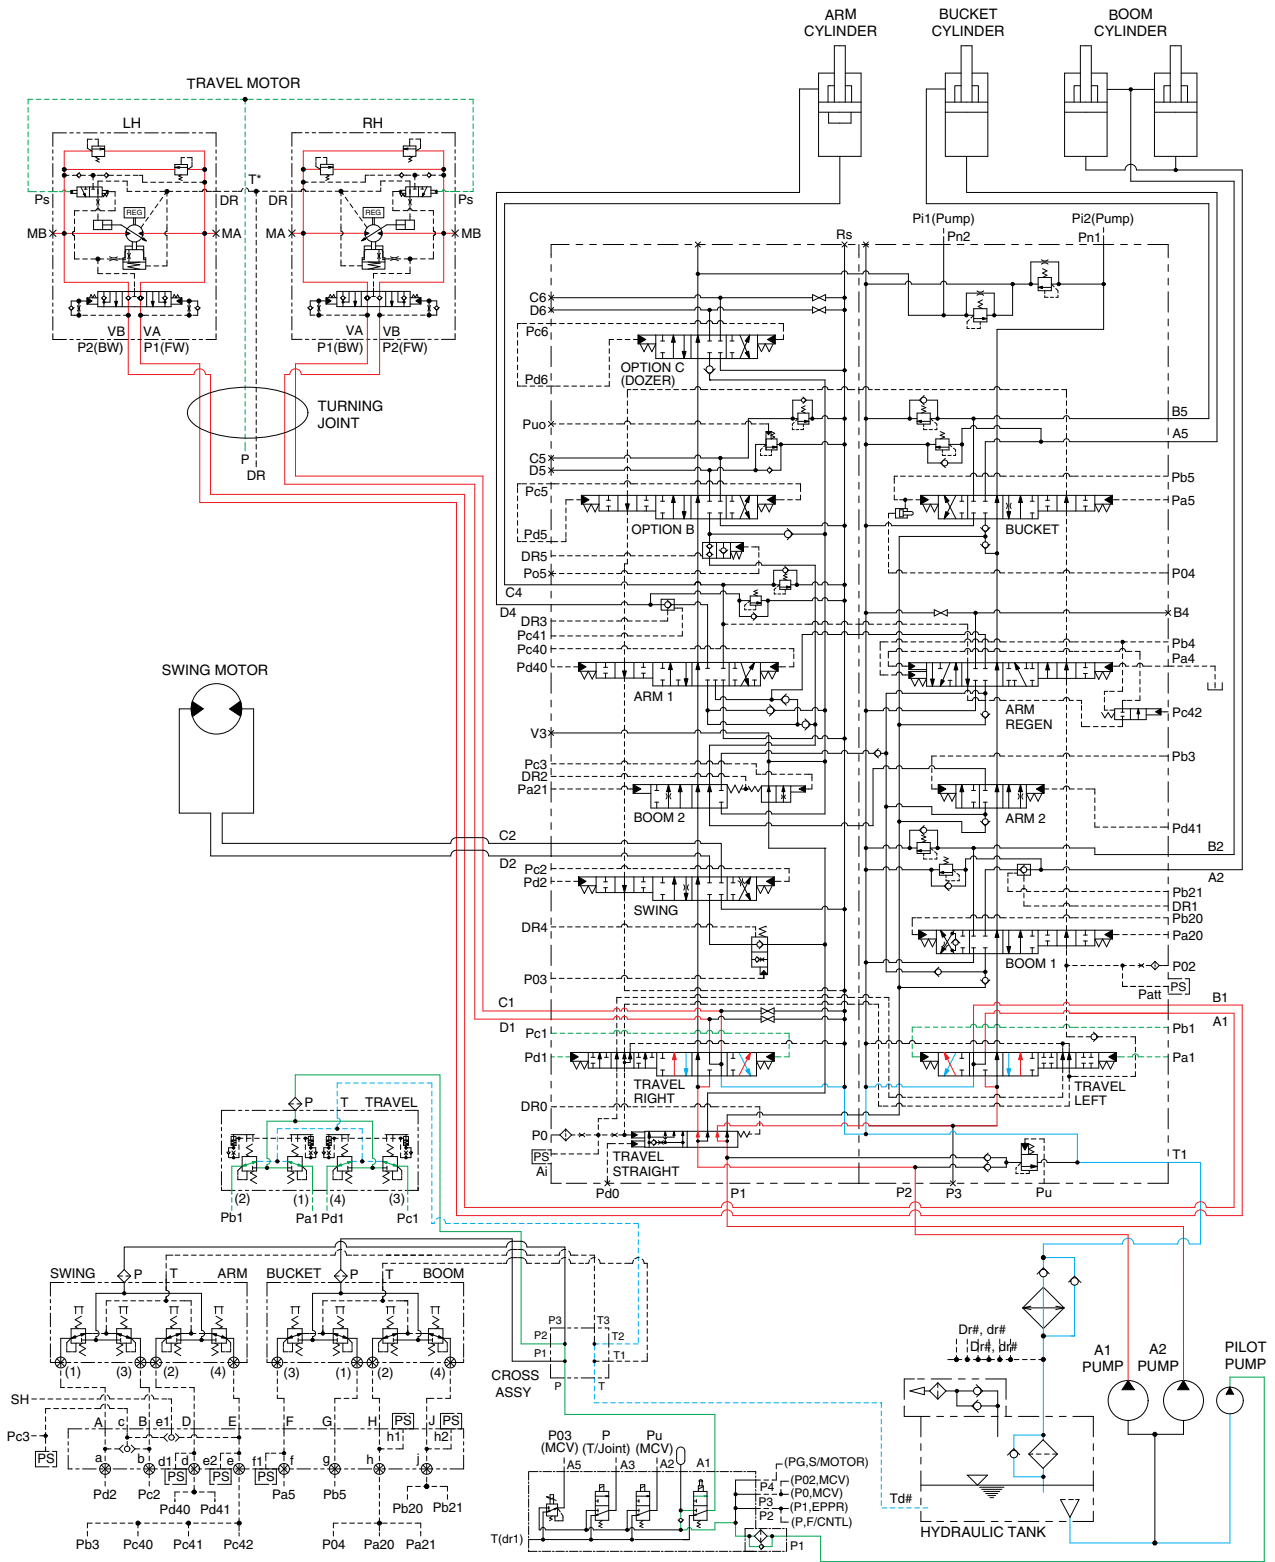 ARM
CYLINDER
BUCKET
CYLINDER
BOOM
CYLINDER
TRAVEL MOTOR
LH
RH
T*
Ps
DR
DR
Ps
REG
REG
MB
MA
MA
MB
VB
VA
VA
VB
P2(BW)
P1(FW)
P1(BW)
P2(FW)
TURNING
JOINT
P
DR
Pi1(Pump)
Pi2(Pump)
Rs
Pn2
Pn1
C6
D6
Pc6
OPTION C
(DOZER)
Pd6
Puo
C5
D5
Pc5
OPTION B
Pd5
DR5
Po5
C4
D4
DR3
Pc41
Pc40
Pd40
ARM 1
V3
Pc3
DR2
Pa21
BOOM 2
C2
D2
Pc2
Pd2
SWING
DR4
P03
C1
D1
Pc1
Pd1
TRAVEL
RIGHT
DR0
P0
TRAVEL
STRAIGHT
PS
Ai
Pd0
P1
P2
P3
Pu
T1
B5
A5
Pb5
Pa5
BUCKET
P04
B4
Pb4
Pa4
ARM
REGEN
Pc42
Pb3
ARM 2
Pd41
B2
A2
Pb21
DR1
Pb20
Pa20
BOOM 1
P02
PS
Patt
B1
A1
Pb1
Pa1
TRAVEL
LEFT
SWING MOTOR
P
T
TRAVEL
(2)
(1)
(4)
(3)
Pb1
Pa1
Pd1
Pc1
SWING
P
T
ARM
BUCKET
P
T
BOOM
(1)
(3)
(2)
(4)
(3)
(1)
(2)
(4)
SH
A
c
B
e1
D
E
F
G
H
PS
h1
J
PS
h2
Pc3
PS
a
b
d1
d
PS
e2
e
PS
f1
f
PS
g
h
j
Pd2
Pc2
Pd40
Pd41
Pa5
Pb5
Pb20
Pb21
Pb3
Pc40
Pc41
Pc42
P04
Pa20
Pa21
P3
T3
P2
T2
P1
T1
CROSS
ASSY
P
T
P03
(MCV)
P
(T/Joint)
Pu
(MCV)
A5
A3
A2
A1
P4
P3
P2
P1
T(dr1)
(PG,S/MOTOR)
(P02,MCV)
(P0,MCV)
(P1,EPPR)
(P,F/CNTL)
Dr#, dr#
Dr#, dr#
Td#
HYDRAULIC TANK
A1
PUMP
A2
PUMP
PILOT
PUMP